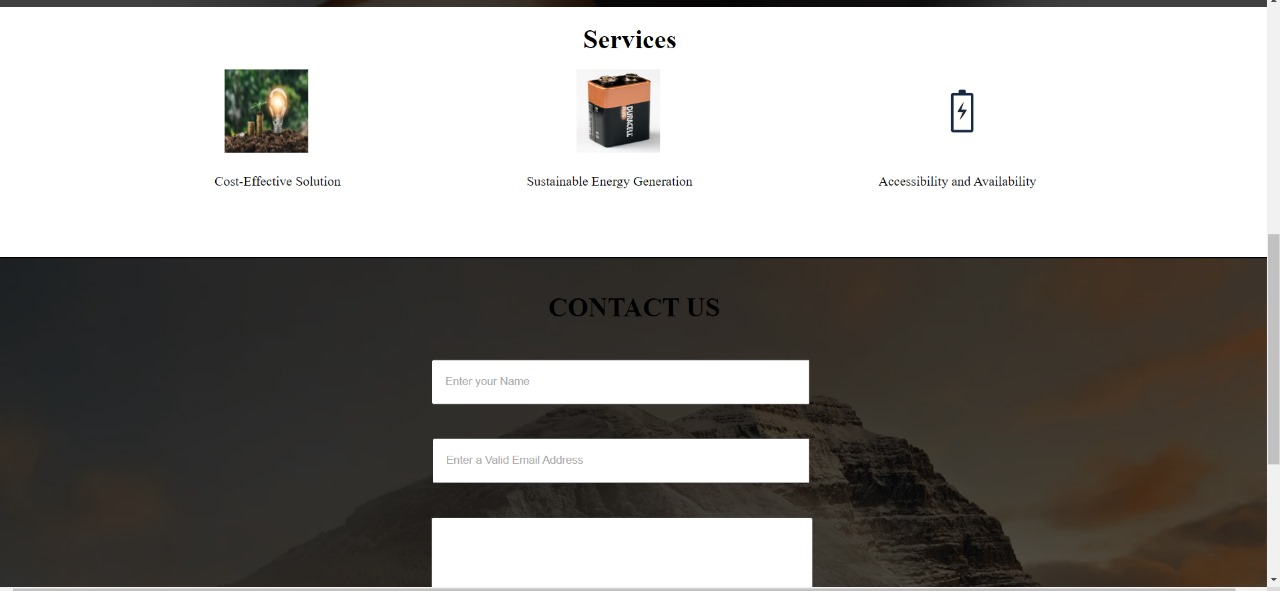 Services
DURACELL
Cost-Effective Solution
Sustainable Energy Generation
Accessibility and Availability
CONTACT US
Enter your Name
Enter a Valid Email Address